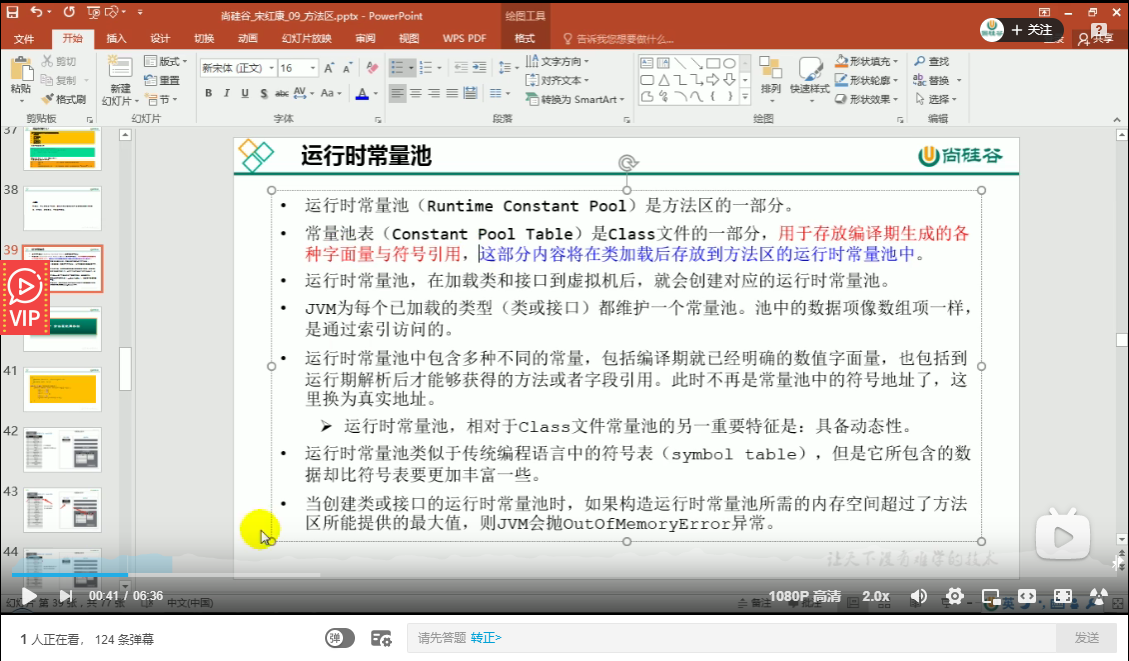 尚硅谷_宋红康_09_方法区.pptx - PowerPoint
绘图工具
+ 关注
文件 开始 插入 设计 切换 动画 幻灯片放映 审阅 视图 WPS PDF 格式 告诉我您想要做什么... 共享
粘贴 剪切 复制 格式刷
新建 幻灯片 版式 重置 节
新宋体 (正文) 16
B I U S abc AV Aa A
文字方向 对齐文本 转换为 SmartArt
排列 快速样式 形状填充 形状轮廓 形状效果
查找 替换 选择
剪贴板 幻灯片 字体 段落 绘图 编辑
37
38
39
VIP
41
42
43
44
运行时常量池
尚硅谷
• 运行时常量池（Runtime Constant Pool）是方法区的一部分。
• 常量池表（Constant Pool Table）是Class文件的一部分，用于存放编译期生成的各
种字面量与符号引用，这部分内容将在类加载后存放到方法区的运行时常量池中。
• 运行时常量池，在加载类和接口到虚拟机后，就会创建对应的运行时常量池。
• JVM为每个已加载的类型（类或接口）都维护一个常量池。池中的数据项像数组项一样，
是通过索引访问的。
• 运行时常量池中包含多种不同的常量，包括编译期就已经明确的数值字面量，也包括到
运行期解析后才能够获得的方法或者字段引用。此时不再是常量池中的符号地址了，这
里换为真实地址。
➤ 运行时常量池，相对于Class文件常量池的另一重要特征是：具备动态性。
• 运行时常量池类似于传统编程语言中的符号表（symbol table），但是它所包含的数
据却比符号表要更加丰富一些。
• 当创建类或接口的运行时常量池时，如果构造运行时常量池所需的内存空间超过了方法
区所能提供的最大值，则JVM会抛OutOfMemoryError异常。
让天下没有难学的技术
00:41 / 06:36
1080P 高清 2.0x
幻灯片 第 39 张，共 77 张 中文(中国) 备注 批注 英
1 人正在看， 124 条弹幕
弹
请先答题 转正>
发送